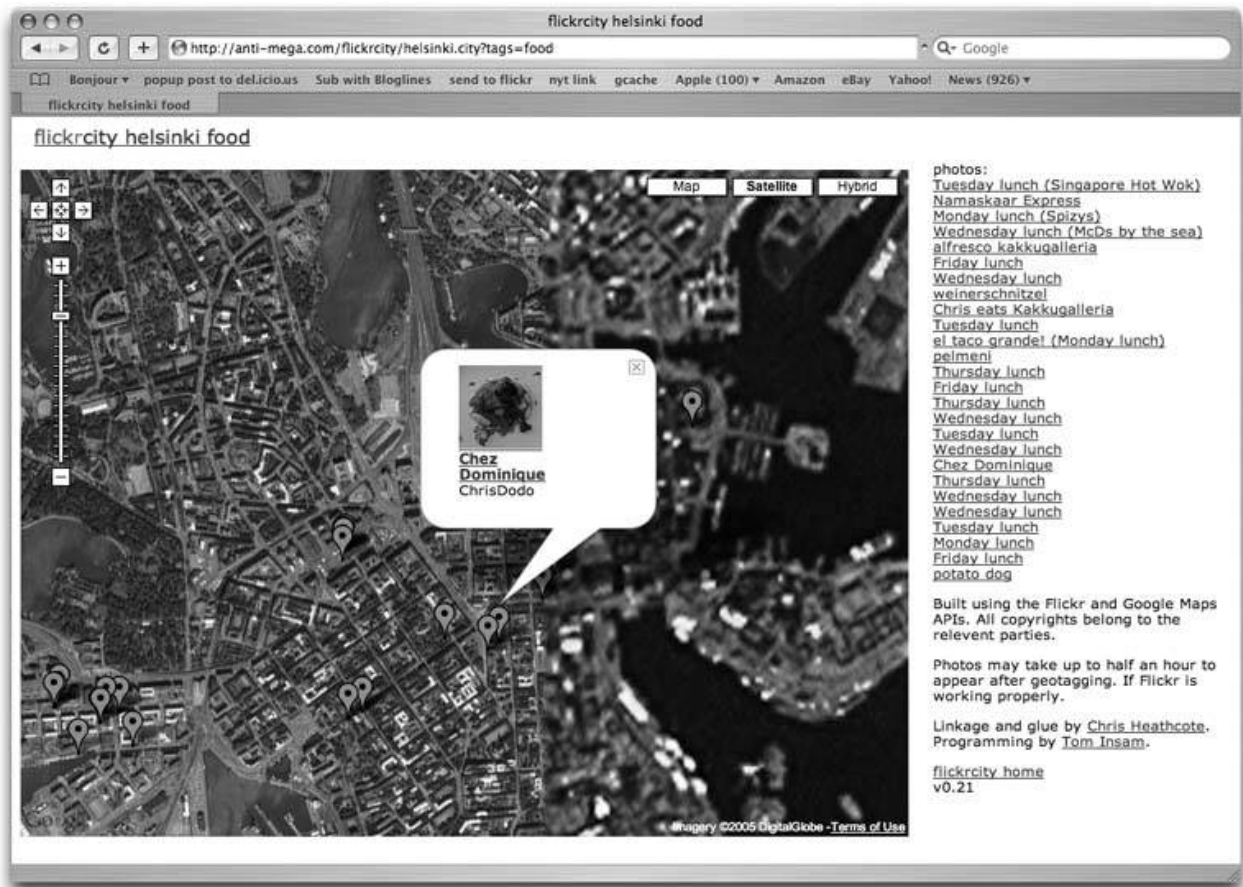 flickrcity helsinki food
http://anti-mega.com/flickrcity/helsinki.city?tags=food
Google
Bonjour popup post to del.icio.us Sub with Bloglines send to flickr nyt link gcache Apple (100) Amazon eBay Yahoo! News (926)
flickrcity helsinki food
flickrcity helsinki food
Map Satellite Hybrid
Chez
Dominique
ChrisDodo
Imagery ©2005 DigitalGlobe - Terms of Use
photos:
Tuesday lunch (Singapore Hot Wok)
Namaskaar Express
Monday lunch (Spizys)
Wednesday lunch (McDs by the sea)
alfresco kakkugalleria
Friday lunch
Wednesday lunch
weinerschnitzel
Chris eats Kakkugalleria
Tuesday lunch
el taco grande! (Monday lunch)
pelmeni
Thursday lunch
Friday lunch
Thursday lunch
Wednesday lunch
Tuesday lunch
Wednesday lunch
Chez Dominique
Thursday lunch
Wednesday lunch
Wednesday lunch
Tuesday lunch
Monday lunch
Friday lunch
potato dog
Built using the Flickr and Google Maps
APIs. All copyrights belong to the
relevent parties.
Photos may take up to half an hour to
appear after geotagging. If Flickr is
working properly.
Linkage and glue by Chris Heathcote.
Programming by Tom Insam.
flickrcity home
v0.21